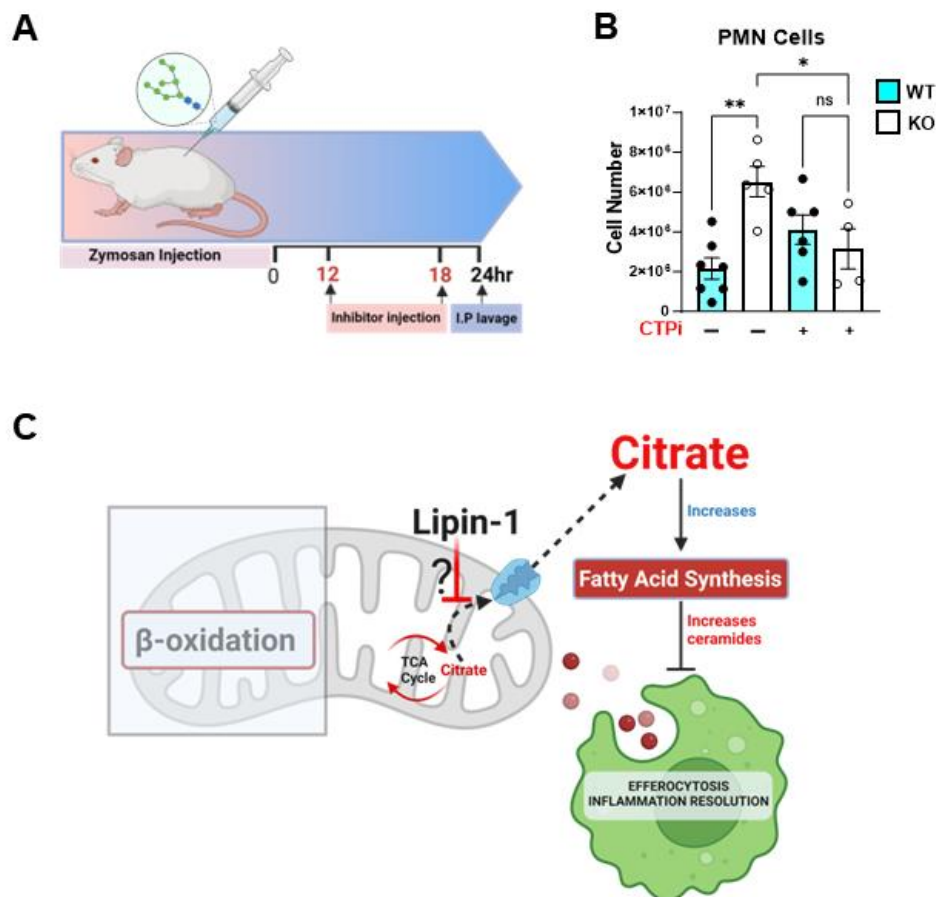 A
Zymosan Injection
0
12
18
24hr
Inhibitor injection
I.P lavage
B
PMN Cells
WT
KO
*
**
ns
Cell Number
1×10⁷
8×10⁶
6×10⁶
4×10⁶
2×10⁶
0
CTPi
– – + +
C
Citrate
Increases
Fatty Acid Synthesis
Increases
ceramides
Lipin-1
?
β-oxidation
TCA
Cycle
Citrate
EFFEROCYTOSIS
INFLAMMATION RESOLUTION